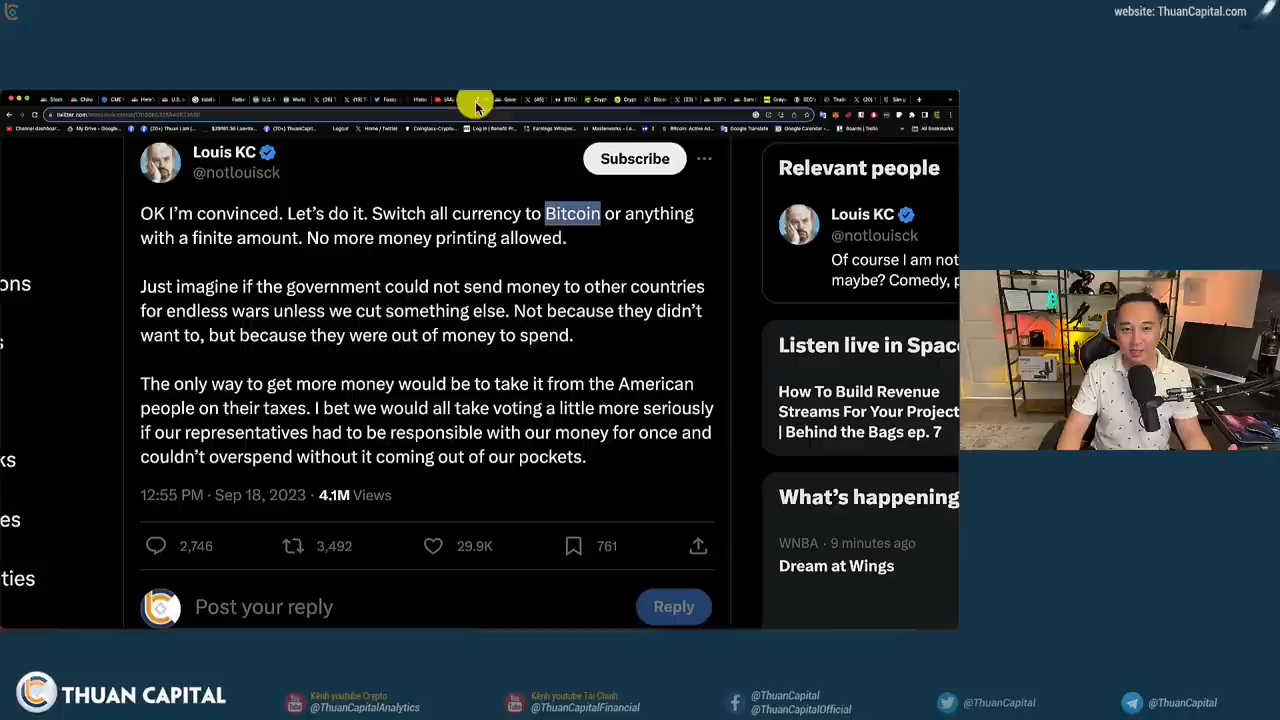 website: ThuanCapital.com
Louis KC
@notlouisck
Subscribe
OK I'm convinced. Let's do it. Switch all currency to Bitcoin or anything
with a finite amount. No more money printing allowed.
Just imagine if the government could not send money to other countries
for endless wars unless we cut something else. Not because they didn't
want to, but because they were out of money to spend.
The only way to get more money would be to take it from the American
people on their taxes. I bet we would all take voting a little more seriously
if our representatives had to be responsible with our money for once and
couldn't overspend without it coming out of our pockets.
12:55 PM · Sep 18, 2023 · 4.1M Views
2,746 3,492 29.9K 761
Post your reply
Reply
ons
s
ks
es
ties
Relevant people
Louis KC
@notlouisck
Of course I am not
maybe? Comedy, p
Listen live in Space
How To Build Revenue
Streams For Your Project
| Behind the Bags ep. 7
What's happening
WNBA · 9 minutes ago
Dream at Wings
THUAN CAPITAL
Kênh youtube Crypto
@ThuanCapitalAnalytics
Kênh youtube Tài Chính
@ThuanCapitalFinancial
@ThuanCapital
@ThuanCapitalOfficial
@ThuanCapital
@ThuanCapital